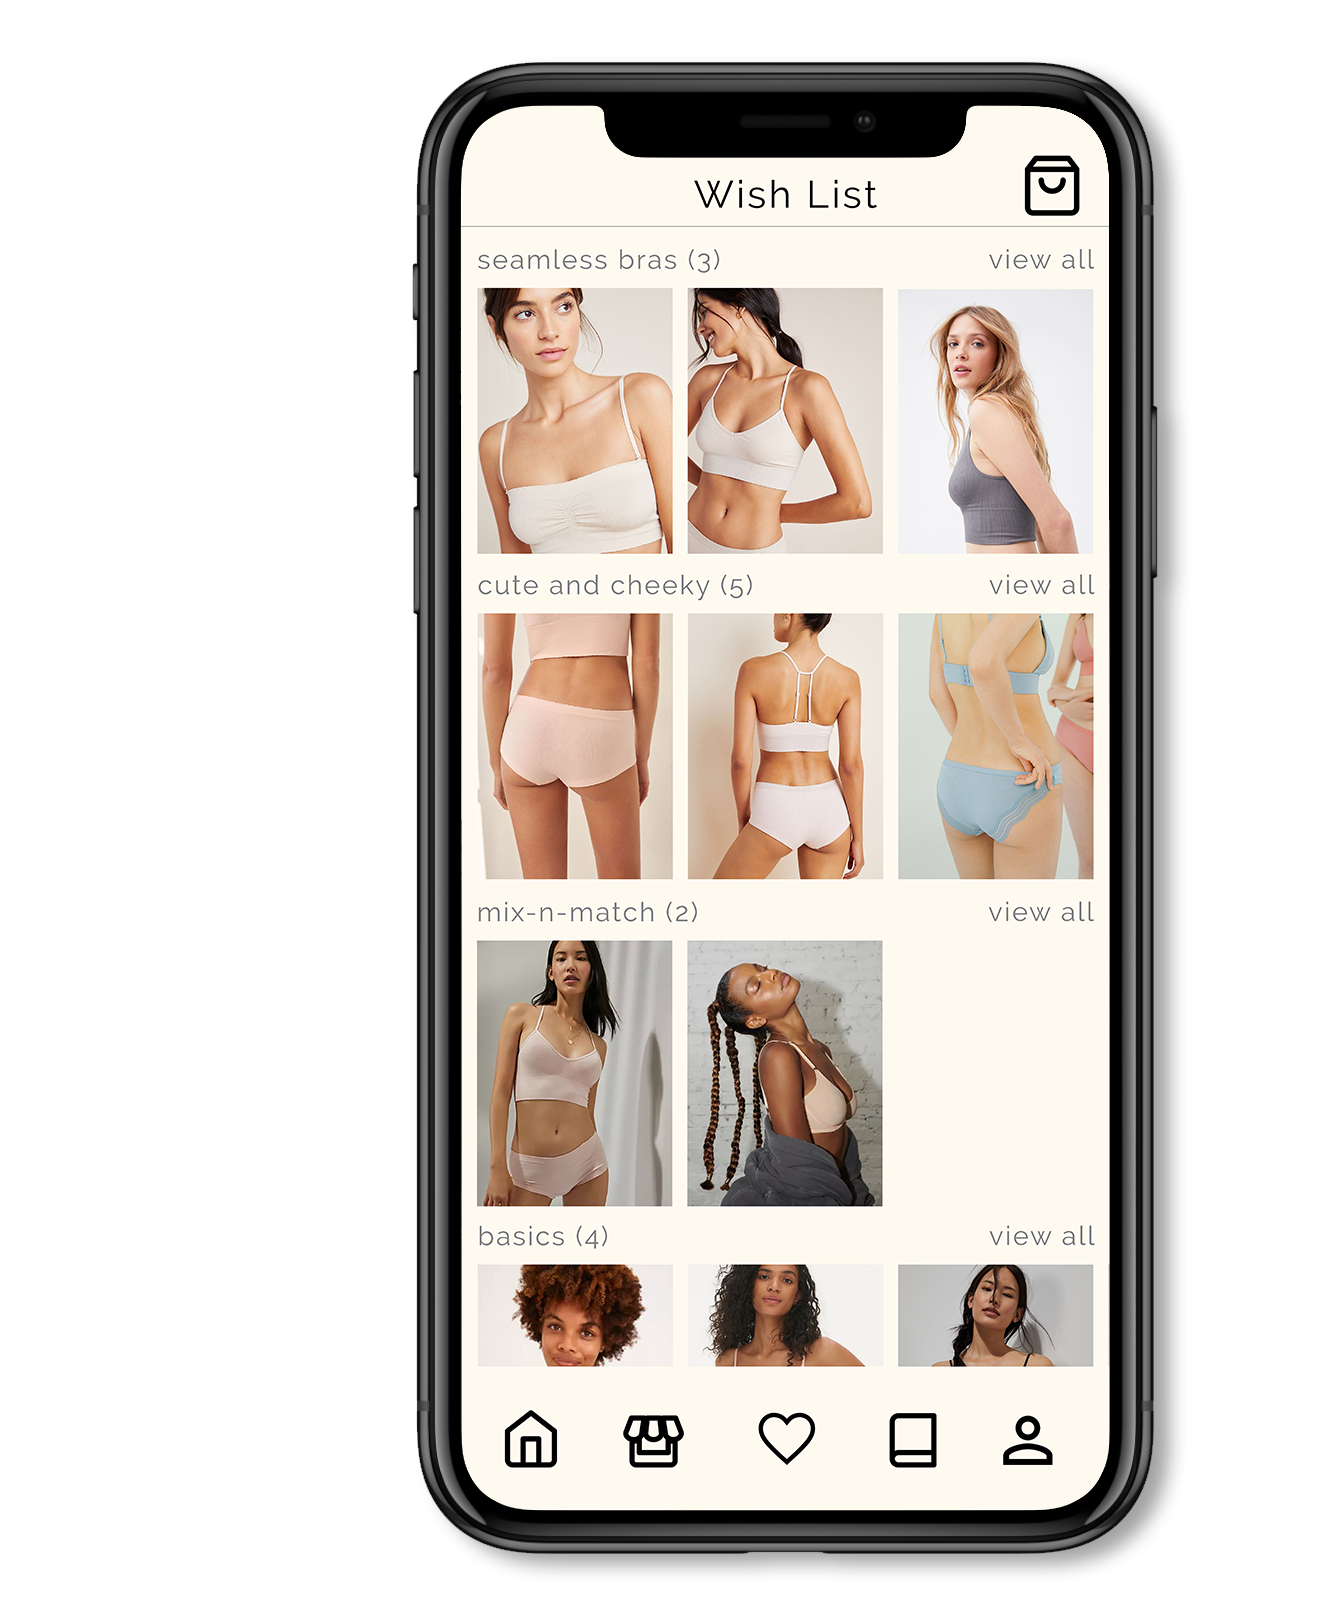 Wish List
seamless bras (3) view all
cute and cheeky (5) view all
mix-n-match (2) view all
basics (4) view all